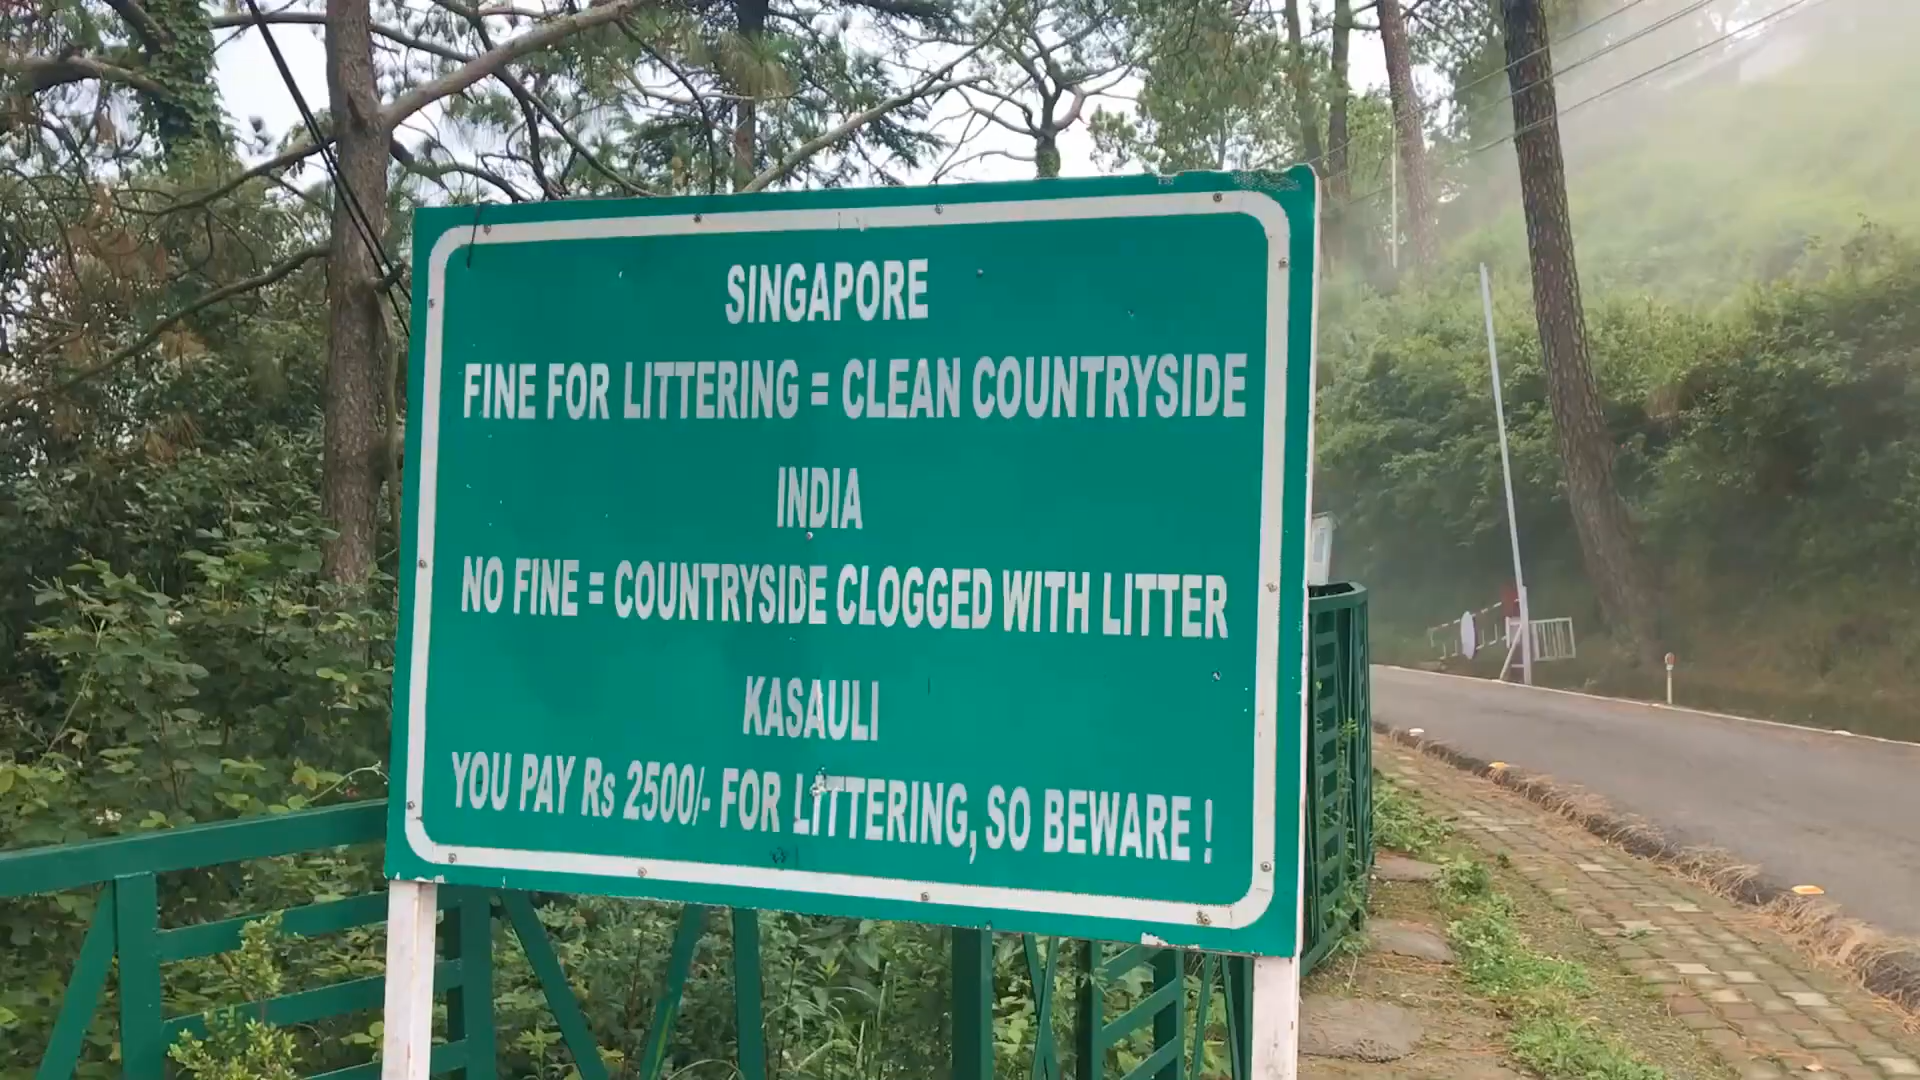 SINGAPORE
FINE FOR LITTERING = CLEAN COUNTRYSIDE
INDIA
NO FINE = COUNTRYSIDE CLOGGED WITH LITTER
KASAULI
YOU PAY Rs 2500/- FOR LITTERING, SO BEWARE !